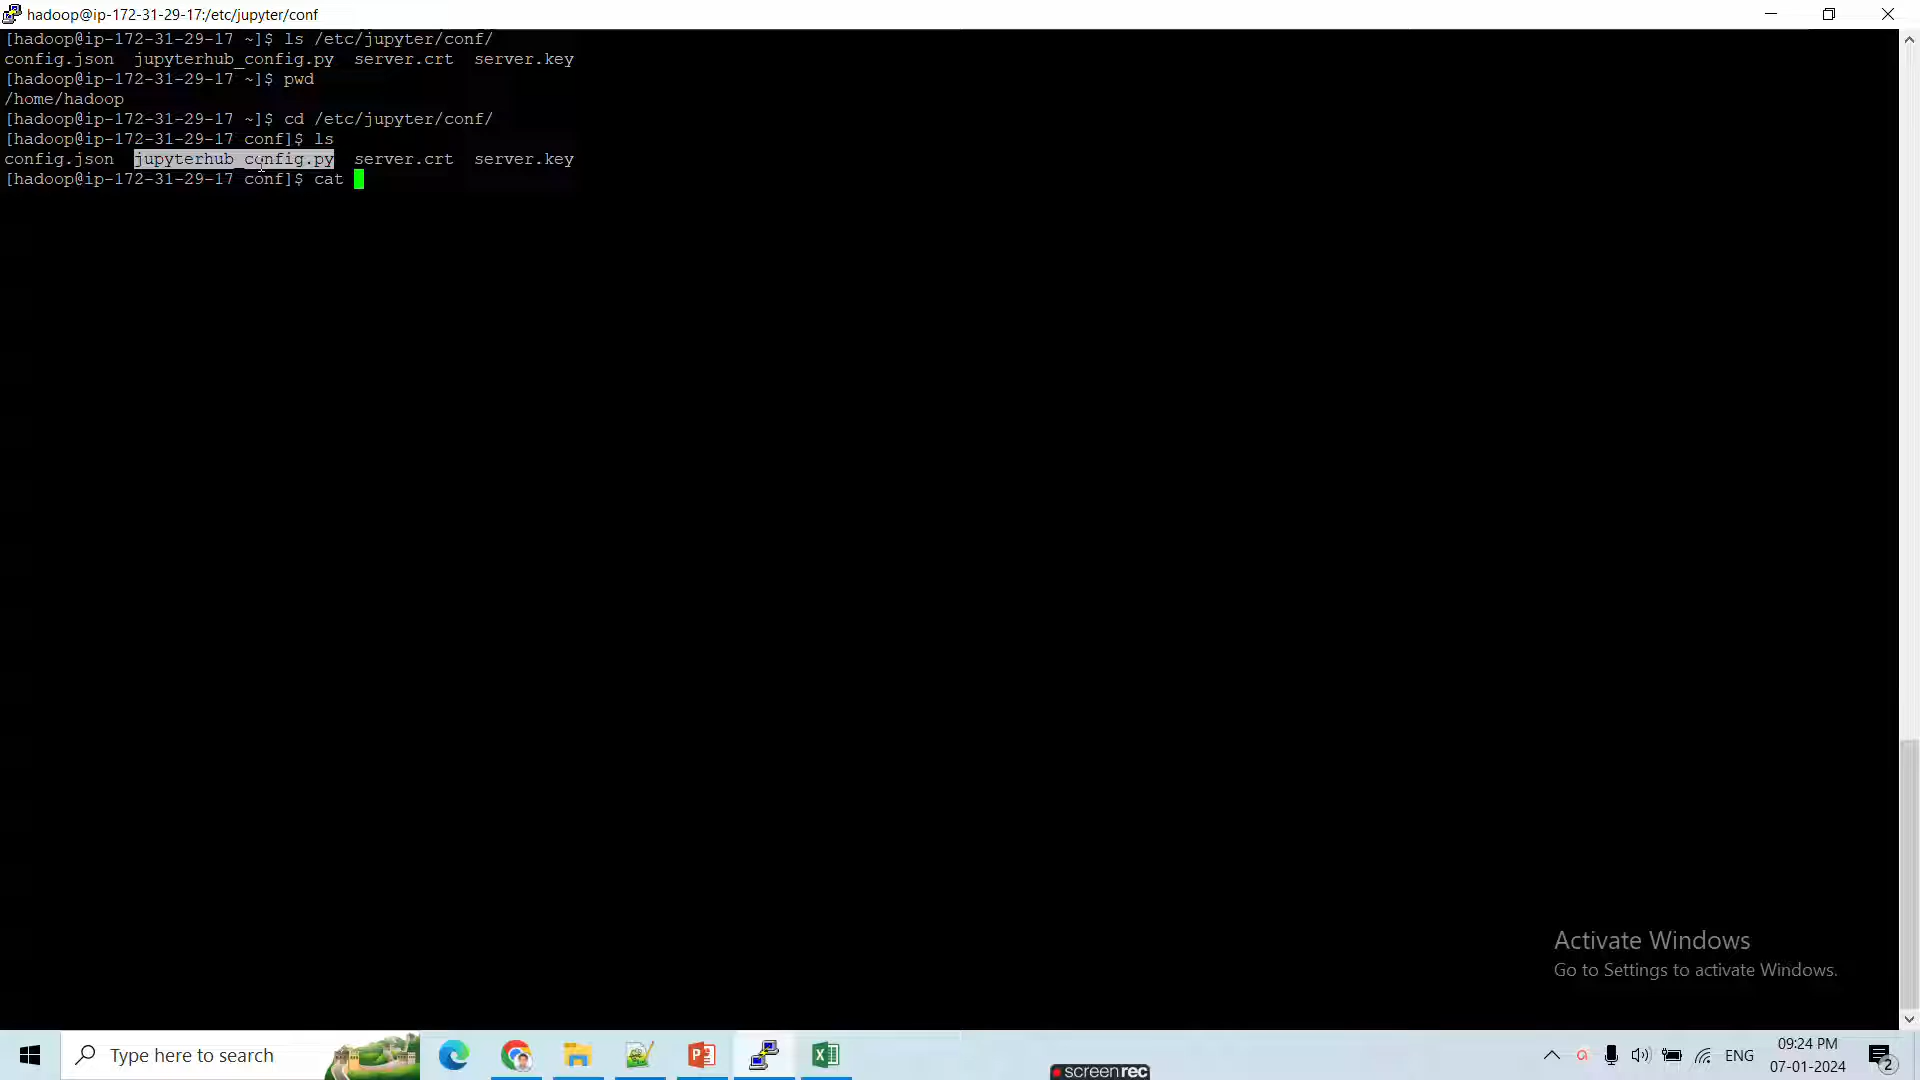 hadoop@ip-172-31-29-17:/etc/jupyter/conf
[hadoop@ip-172-31-29-17 ~]$ ls /etc/jupyter/conf/
config.json  jupyterhub_config.py  server.crt  server.key
[hadoop@ip-172-31-29-17 ~]$ pwd
/home/hadoop
[hadoop@ip-172-31-29-17 ~]$ cd /etc/jupyter/conf/
[hadoop@ip-172-31-29-17 conf]$ ls
config.json  jupyterhub_config.py  server.crt  server.key
[hadoop@ip-172-31-29-17 conf]$ cat
Activate Windows
Go to Settings to activate Windows.
Type here to search
ENG
09:24 PM
07-01-2024
2
screenrec